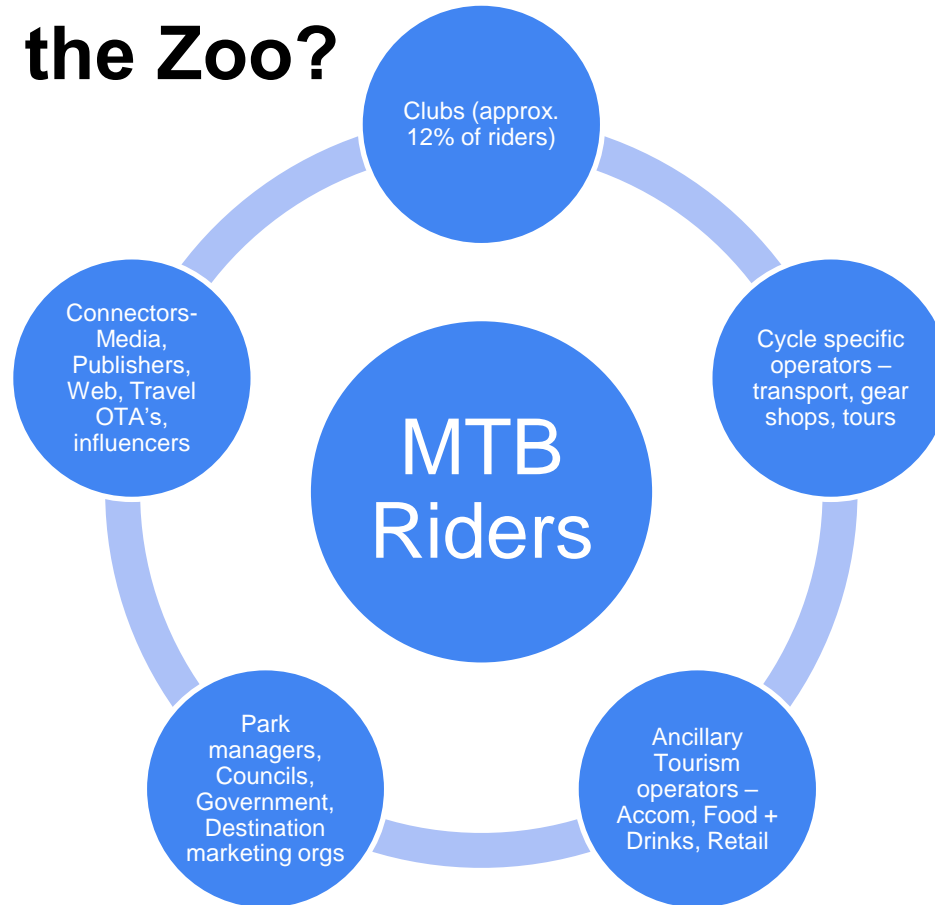 the Zoo?
Clubs (approx.
12% of riders)
Cycle specific
operators –
transport, gear
shops, tours
Ancillary
Tourism
operators –
Accom, Food +
Drinks, Retail
Park
managers,
Councils,
Government,
Destination
marketing orgs
Connectors-
Media,
Publishers,
Web, Travel
OTA's,
influencers
MTB
Riders